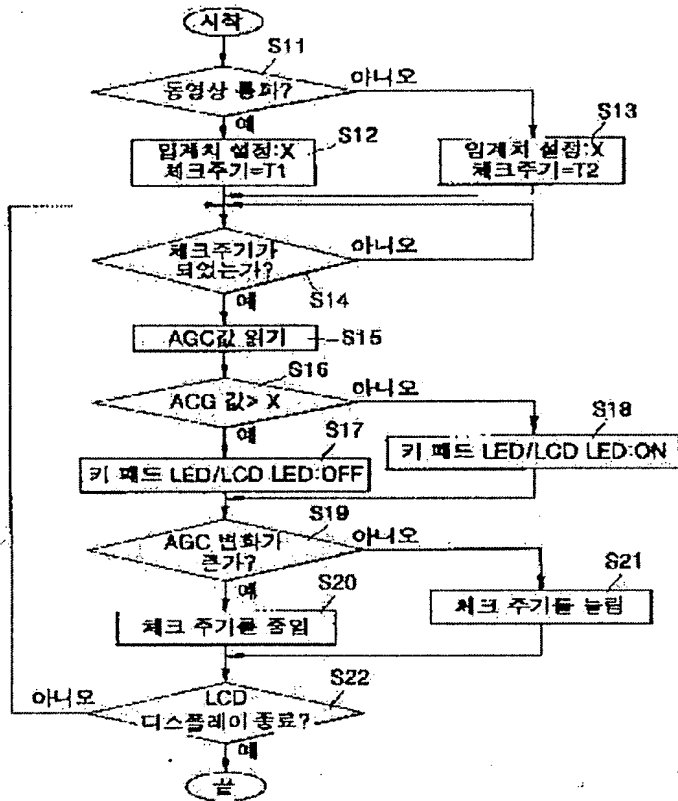 시작
S11
동영상 통화?
아니오
예
S12
임계치 설정:X
체크주기=T1
S13
임계치 설정:X
체크주기=T2
체크주기가
되었는가?
아니오
S14
예
AGC값 읽기
S15
S16
ACG 값> X
아니오
예
S17
키 패드 LED/LCD LED:OFF
S18
키 패드 LED/LCD LED:ON
S19
AGC 변화가
큰가?
아니오
예
S20
체크 주기를 줄임
S21
체크 주기를 늘림
S22
LCD
디스플레이 종료?
아니오
예
끝